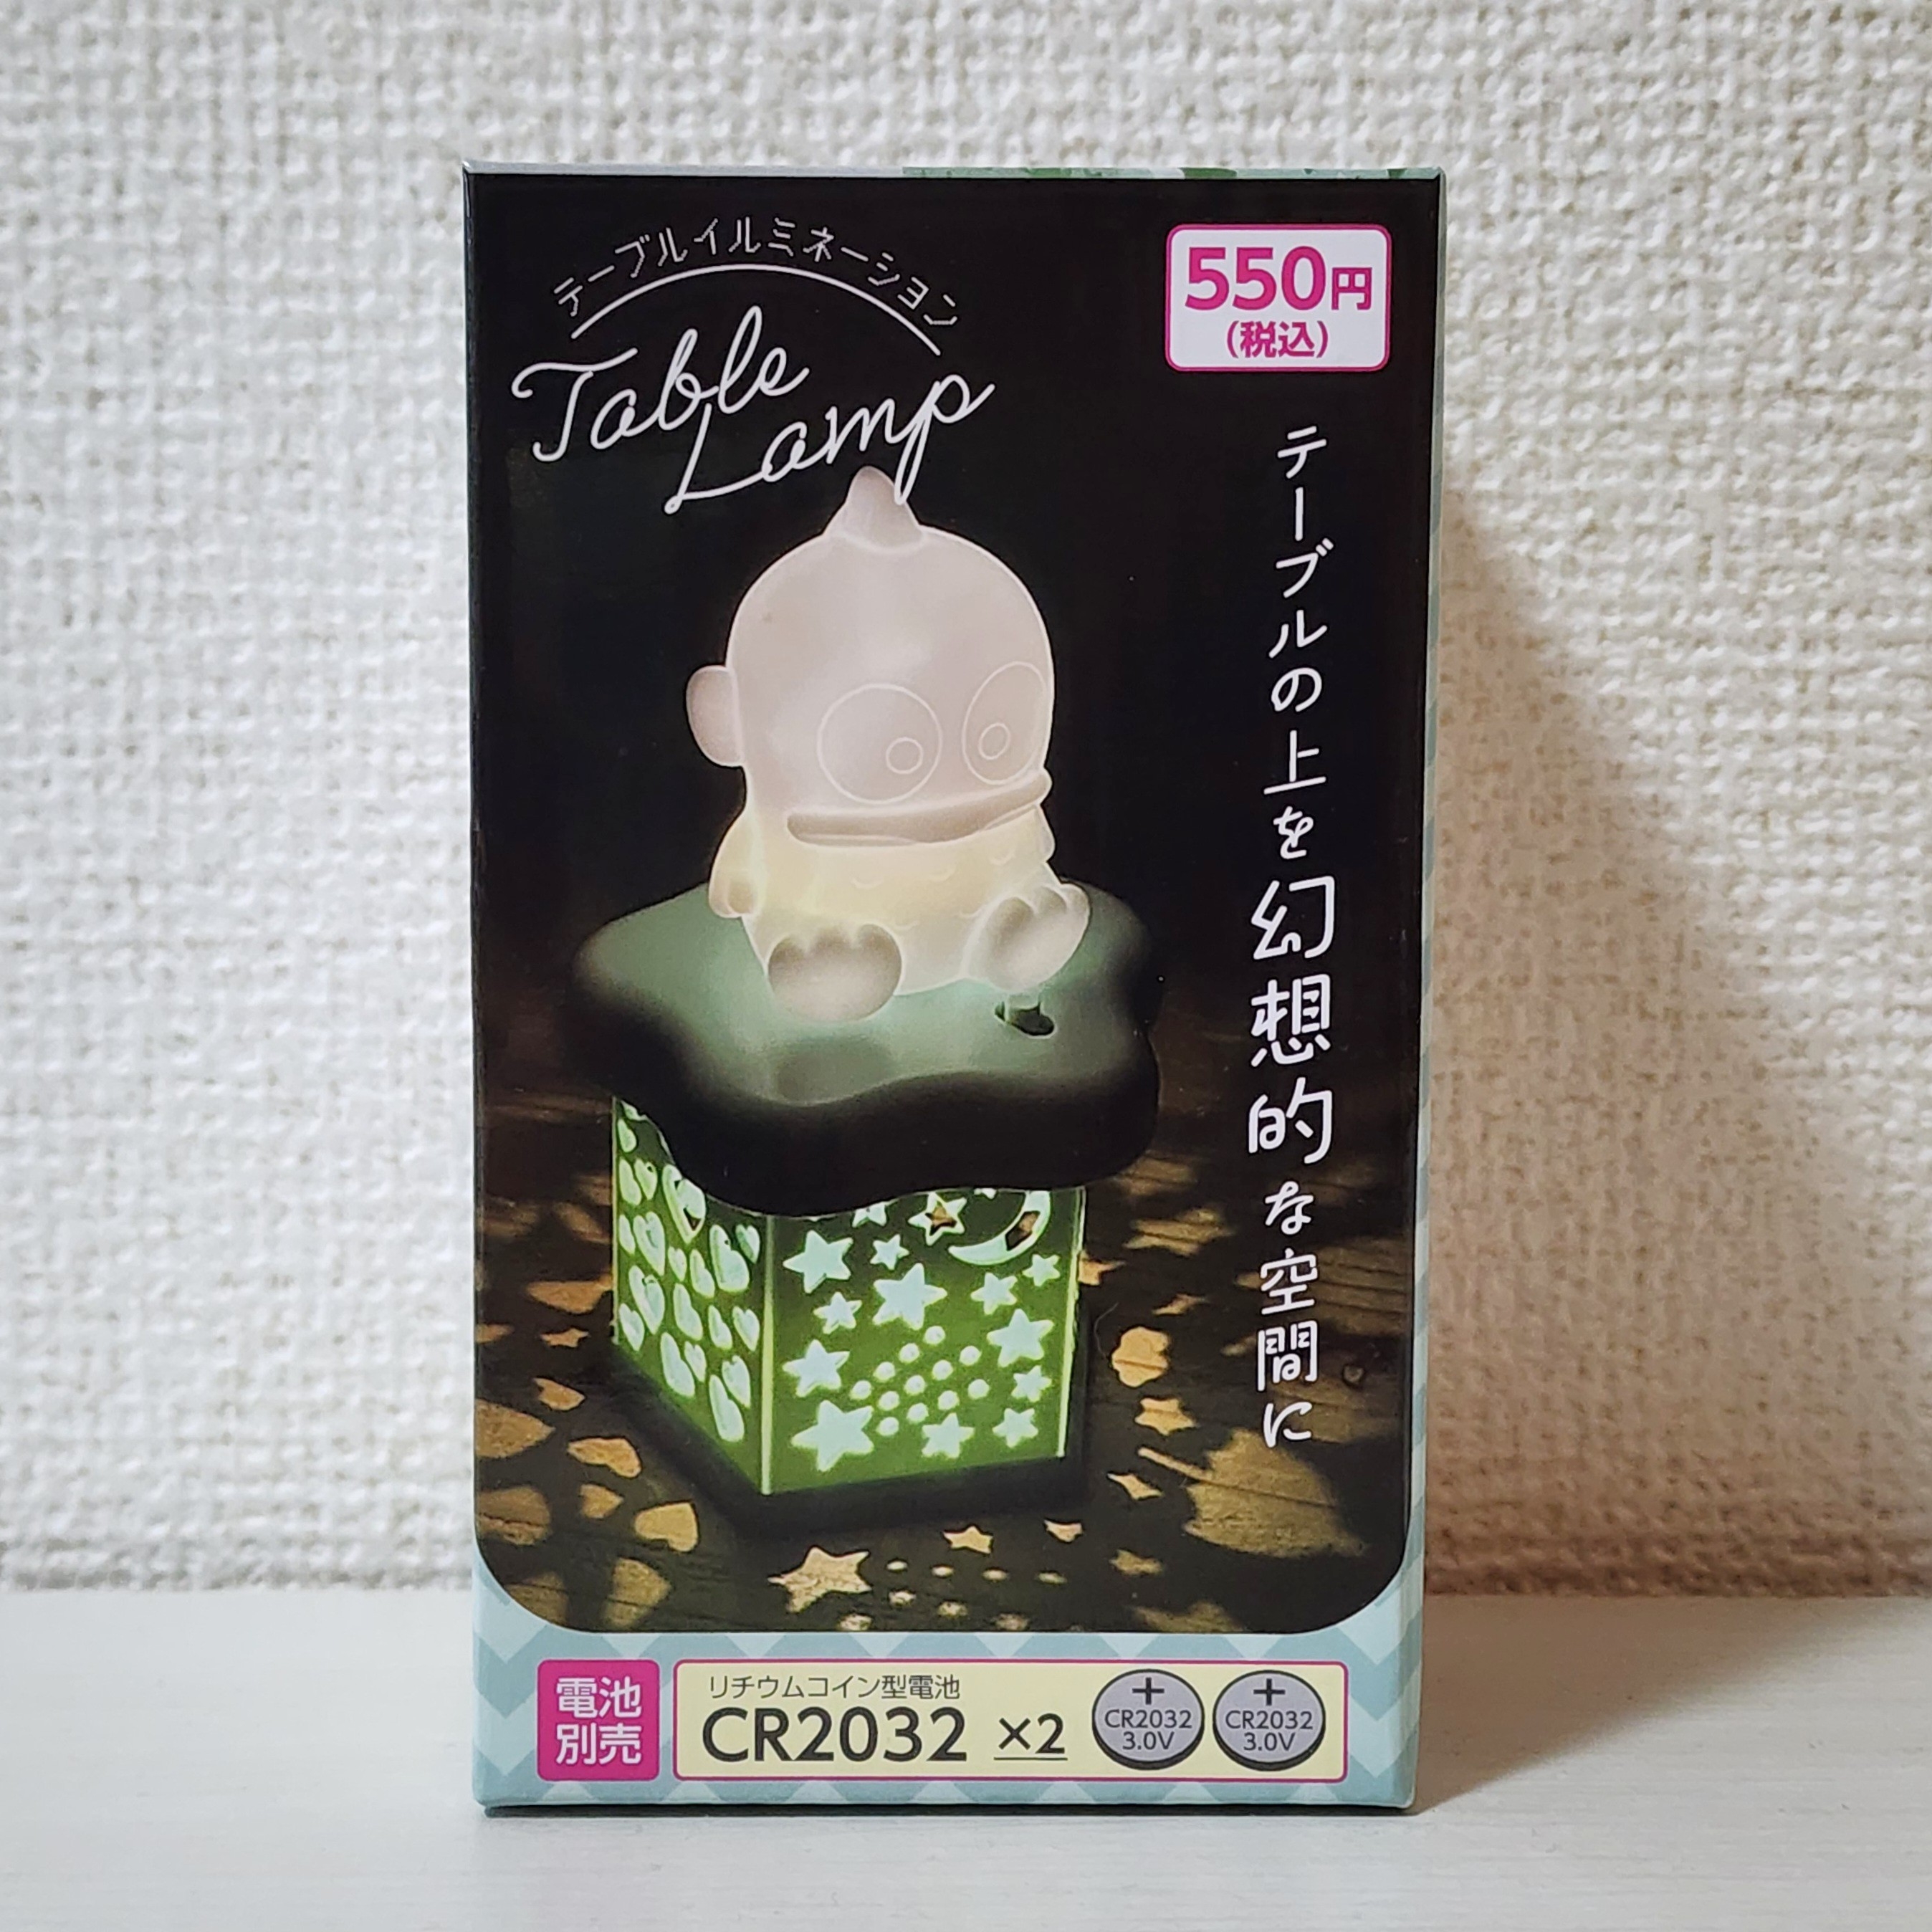 テーブルイルミネーション
Table
Lamp
550円
(税込)
テーブルの上を幻想的な空間に
電池
別売
リチウムコイン型電池
CR2032 ×2
+
CR2032
3.0V
+
CR2032
3.0V